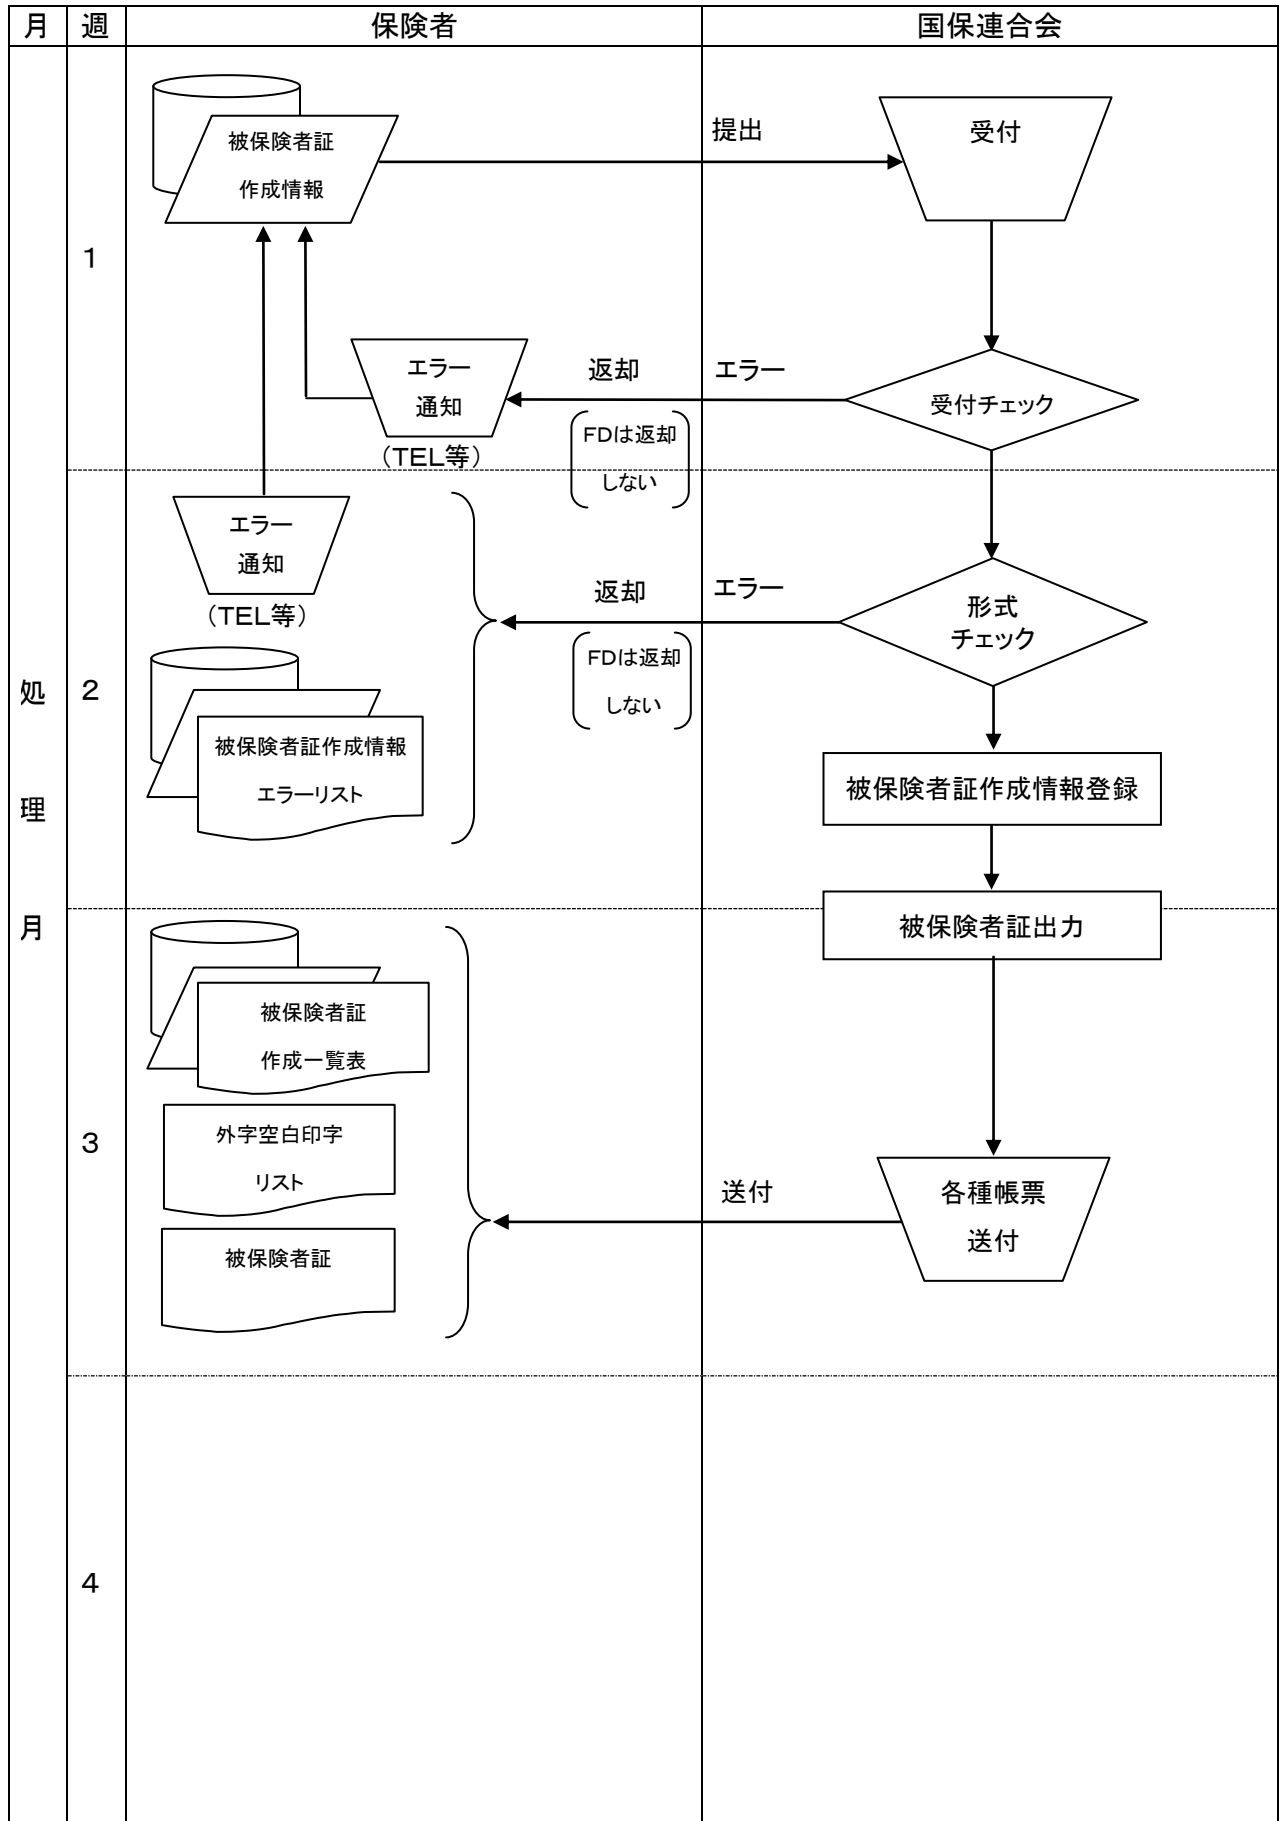 月 週 保険者 国保連合会
被保険者証
作成情報
提出
受付
1
エラー
通知
(TEL等)
返却
エラー
FDは返却
しない
受付チェック
エラー
通知
(TEL等)
返却
エラー
FDは返却
しない
形式
チェック
処
理
月
2
被保険者証作成情報
エラーリスト
被保険者証作成情報登録
被保険者証出力
被保険者証
作成一覧表
3
外字空白印字
リスト
送付
各種帳票
送付
被保険者証
4